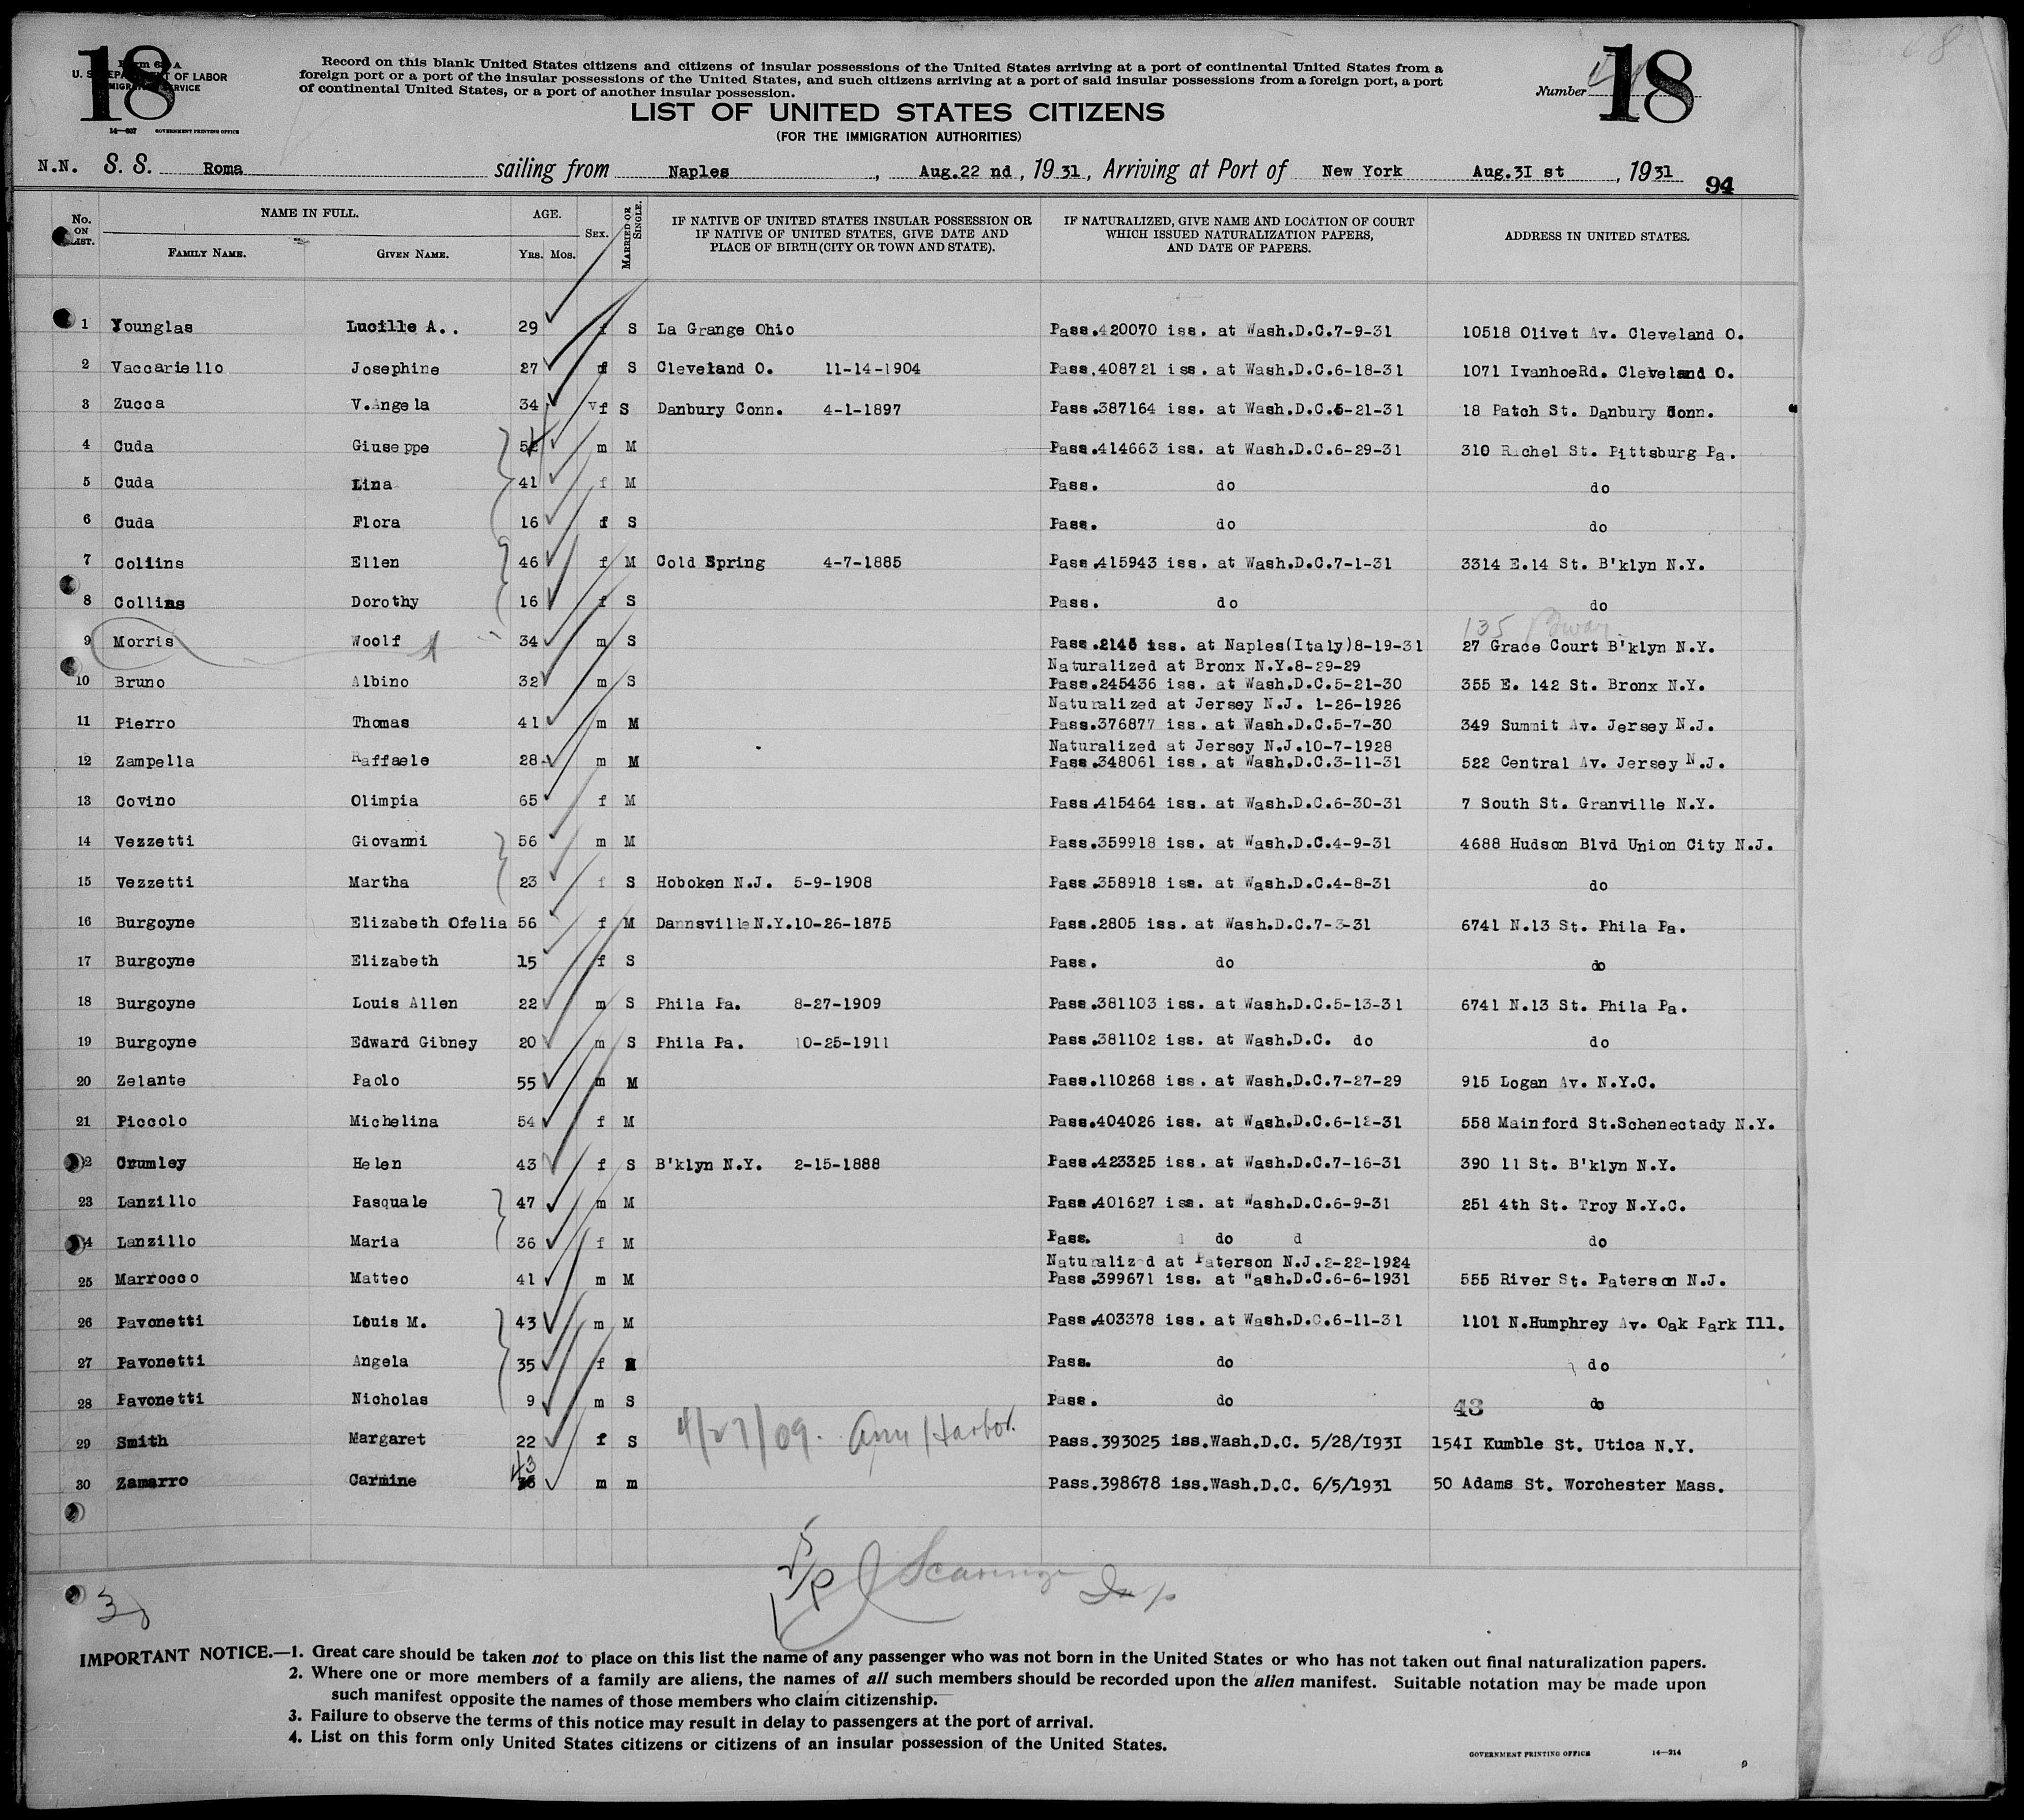 18
U. S. DEPARTMENT OF LABOR
IMMIGRATION SERVICE
14—607 GOVERNMENT PRINTING OFFICE
Record on this blank United States citizens and citizens of insular possessions of the United States arriving at a port of continental United States from a
foreign port or a port of the insular possessions of the United States, and such citizens arriving at a port of said insular possessions from a foreign port, a port
of continental United States, or a port of another insular possession.
LIST OF UNITED STATES CITIZENS
(FOR THE IMMIGRATION AUTHORITIES)
Number 18
N.N. S. S. Roma sailing from Naples, Aug.22 nd, 1931, Arriving at Port of New York Aug.3I st, 1931 94
No. ON LIST. NAME IN FULL. FAMILY NAME. GIVEN NAME. AGE. YRS. MOS. SEX. MARRIED OR SINGLE. IF NATIVE OF UNITED STATES INSULAR POSSESSION OR IF NATIVE OF UNITED STATES, GIVE DATE AND PLACE OF BIRTH (CITY OR TOWN AND STATE). IF NATURALIZED, GIVE NAME AND LOCATION OF COURT WHICH ISSUED NATURALIZATION PAPERS, AND DATE OF PAPERS. ADDRESS IN UNITED STATES.
1 Younglas Lucille A.. 29 f S La Grange Ohio Pass.420070 iss. at Wash.D.C.7-9-31 10518 Olivet Av. Cleveland O.
2 Vaccariello Josephine 27 f S Cleveland O. 11-14-1904 Pass.408721 iss. at Wash.D.C.6-18-31 1071 IvanhoeRd. Cleveland O.
3 Zucca V.Angela 34 f S Danbury Conn. 4-1-1897 Pass.387164 iss. at Wash.D.C.5-21-31 18 Patch St. Danbury Conn.
4 Cuda Giuseppe m M Pass.414663 iss. at Wash.D.C.6-29-31 310 Rachel St. Pittsburg Pa.
5 Cuda Lina 41 f M Pass. do do
6 Cuda Flora 16 f S Pass. do do
7 Collins Ellen 46 f M Cold Spring 4-7-1885 Pass.415943 iss. at Wash.D.C.7-1-31 3314 E.14 St. B'klyn N.Y.
8 Collins Dorothy 16 f S Pass. do do
135 Bway
9 Morris Woolf 34 m S Pass.2145 iss. at Naples(Italy)8-19-31 27 Grace Court B'klyn N.Y.
Naturalized at Bronx N.Y.8-29-29
10 Bruno Albino 32 m S Pass.245436 iss. at Wash.D.C.5-21-30 355 E. 142 St. Bronx N.Y.
Naturalized at Jersey N.J. 1-26-1926
11 Pierro Thomas 41 m M Pass.376877 iss. at Wash.D.C.5-7-30 349 Summit Av. Jersey N.J.
Naturalized at Jersey N.J.10-7-1928
12 Zampella Raffaele 28 m M Pass.348061 iss. at Wash.D.C.3-11-31 522 Central Av. Jersey N.J.
13 Covino Olimpia 65 f M Pass.415464 iss. at Wash.D.C.6-30-31 7 South St. Granville N.Y.
14 Vezzetti Giovanni 56 m M Pass.359918 iss. at Wash.D.C.4-9-31 4688 Hudson Blvd Union City N.J.
15 Vezzetti Martha 23 f S Hoboken N.J. 5-9-1908 Pass.358918 iss. at Wash.D.C.4-8-31 do
16 Burgoyne Elizabeth Ofelia 56 f M Dannsville N.Y.10-26-1875 Pass.2805 iss. at Wash.D.C.7-3-31 6741 N.13 St. Phila Pa.
17 Burgoyne Elizabeth 15 f S Pass. do do
18 Burgoyne Louis Allen 22 m S Phila Pa. 8-27-1909 Pass.381103 iss. at Wash.D.C.5-13-31 6741 N.13 St. Phila Pa.
19 Burgoyne Edward Gibney 20 m S Phila Pa. 10-25-1911 Pass.381102 iss. at Wash.D.C. do do
20 Zelante Paolo 55 m M Pass.110268 iss. at Wash.D.C.7-27-29 915 Logan Av. N.Y.C.
21 Piccolo Michelina 54 f M Pass.404026 iss. at Wash.D.C.6-12-31 558 Mainford St.Schenectady N.Y.
22 Crumley Helen 43 f S B'klyn N.Y. 2-15-1888 Pass.423325 iss. at Wash.D.C.7-16-31 390 11 St. B'klyn N.Y.
23 Lanzillo Pasquale 47 m M Pass.401627 iss. at Wash.D.C.6-9-31 251 4th St. Troy N.Y.C.
24 Lanzillo Maria 36 f M Pass. do do
Naturalized at Paterson N.J.2-22-1924
25 Marrocco Matteo 41 m M Pass.399671 iss. at Wash.D.C.6-6-1931 555 River St. Paterson N.J.
26 Pavonetti Louis M. 43 m M Pass.403378 iss. at Wash.D.C.6-11-31 1101 N.Humphrey Av. Oak Park Ill.
27 Pavonetti Angela 35 f M Pass. do do
28 Pavonetti Nicholas 9 m S Pass. do 43 do
29 Smith Margaret 22 f S 4/27/09. Ann Harbor. Pass.393025 iss.Wash.D.C. 5/28/I93I 154I Kumble St. Utica N.Y.
30 Zamarro Carmine 43 m m Pass.398678 iss.Wash.D.C. 6/5/1931 50 Adams St. Worchester Mass.
Insp
IMPORTANT NOTICE.—1. Great care should be taken not to place on this list the name of any passenger who was not born in the United States or who has not taken out final naturalization papers.
2. Where one or more members of a family are aliens, the names of all such members should be recorded upon the alien manifest. Suitable notation may be made upon
such manifest opposite the names of those members who claim citizenship.
3. Failure to observe the terms of this notice may result in delay to passengers at the port of arrival.
4. List on this form only United States citizens or citizens of an insular possession of the United States.
GOVERNMENT PRINTING OFFICE 14—214